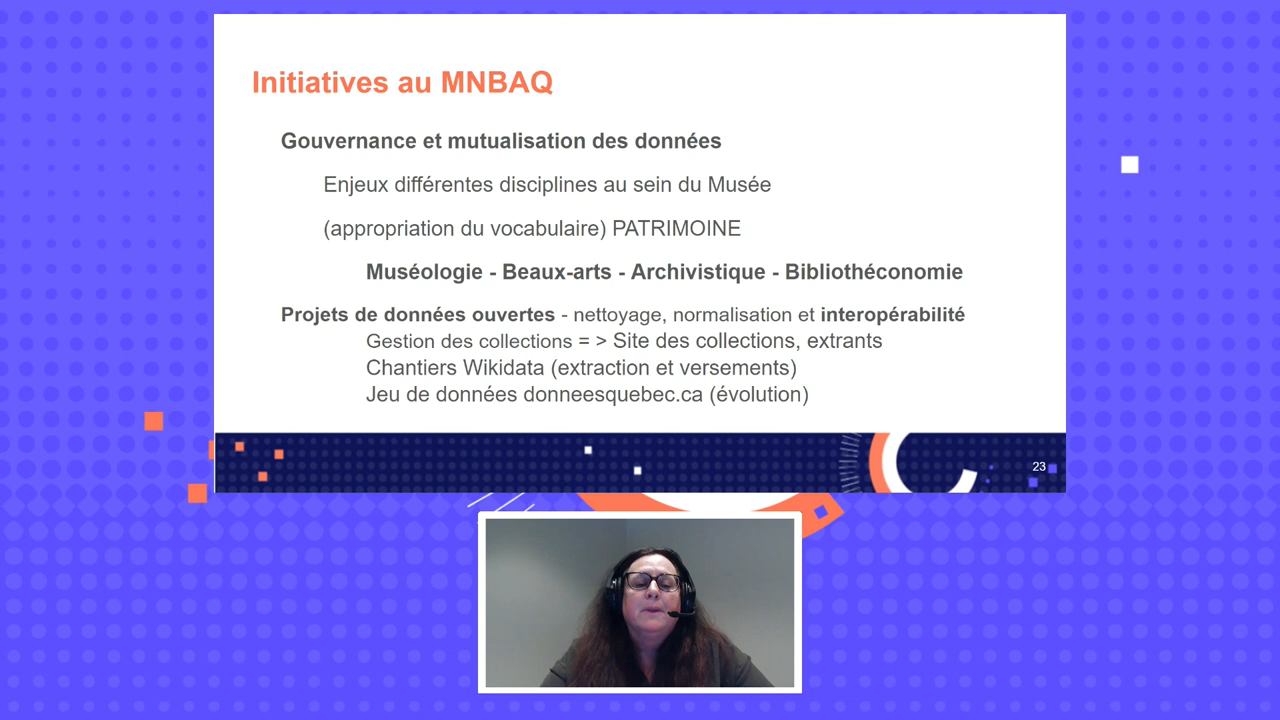 Initiatives au MNBAQ
Gouvernance et mutualisation des données
Enjeux différentes disciplines au sein du Musée
(appropriation du vocabulaire) PATRIMOINE
Muséologie - Beaux-arts - Archivistique - Bibliothéconomie
Projets de données ouvertes - nettoyage, normalisation et interopérabilité
Gestion des collections = > Site des collections, extrants
Chantiers Wikidata (extraction et versements)
Jeu de données donneesquebec.ca (évolution)
23